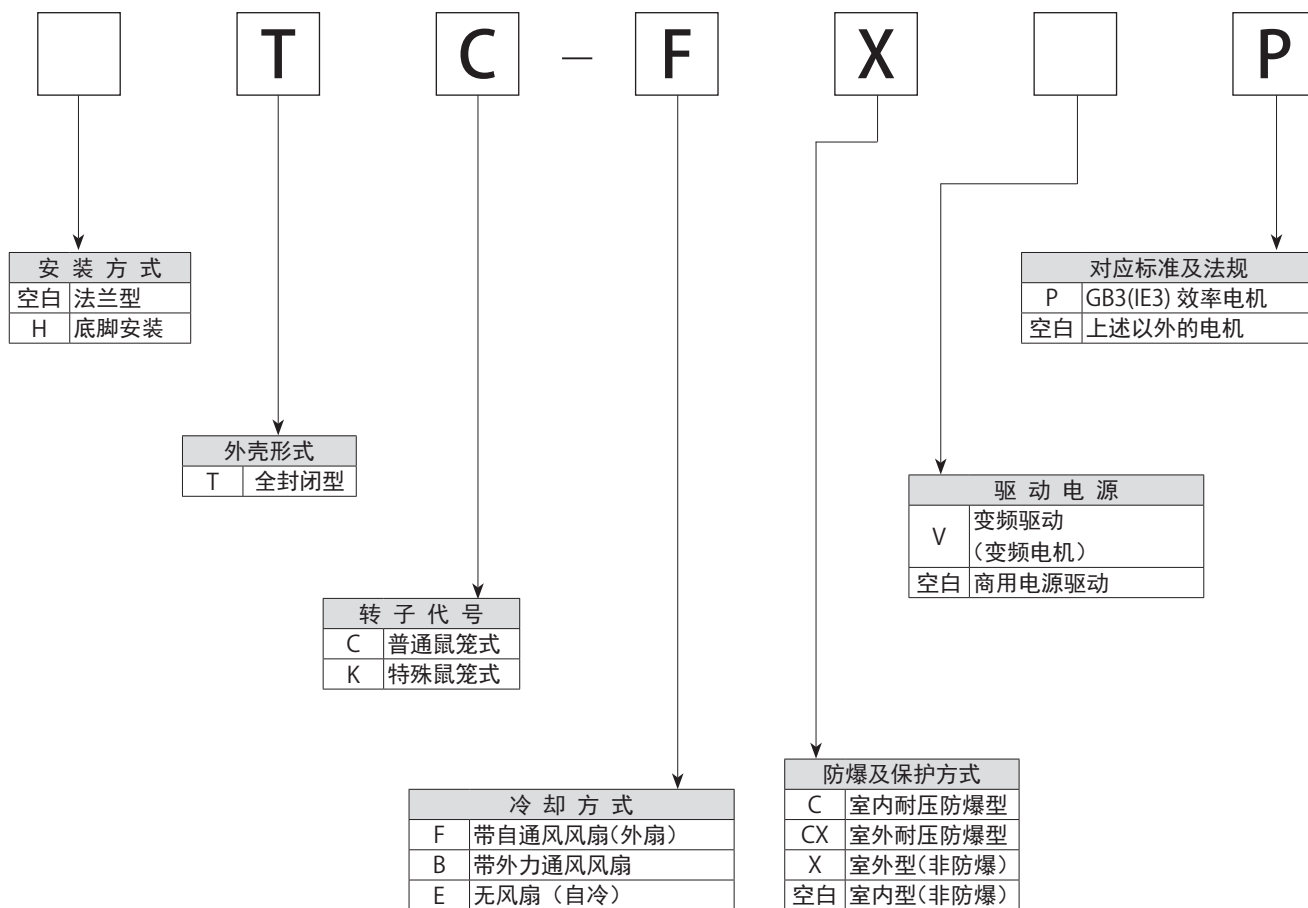 T C — F X P
安 装 方 式
空白 法兰型
H 底脚安装
对应标准及法规
P GB3(IE3) 效率电机
空白 上述以外的电机
外壳形式
T 全封闭型
驱 动 电 源
V 变频驱动
（变频电机）
空白 商用电源驱动
转 子 代 号
C 普通鼠笼式
K 特殊鼠笼式
冷 却 方 式
F 带自通风风扇（外扇）
B 带外力通风风扇
E 无风扇（自冷）
防爆及保护方式
C 室内耐压防爆型
CX 室外耐压防爆型
X 室外型（非防爆）
空白 室内型（非防爆）